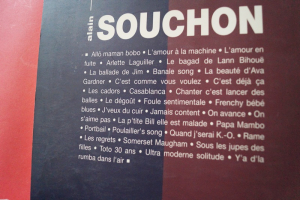 alain
SOUCHON
• Allô maman bobo • L'amour à la machine • L'amour en
fuite • Arlette Laguiller • Le bagad de Lann Bihoué
• La ballade de Jim • Banale song • La beauté d'Ava
Gardner • C'est comme vous voulez • C'est déjà ça
• Les cadors • Casablanca • Chanter c'est lancer des
balles • Le dégoût • Foule sentimentale • Frenchy bébé
blues • J'veux du cuir • Jamais content • On avance • On
s'aime pas • La p'tite Bill elle est malade • Papa Mambo
• Portbail • Poulailler's song • Quand j'serai K.-O. • Rame
• Les regrets • Somerset Maugham • Sous les jupes des
filles • Toto 30 ans • Ultra moderne solitude • Y'a d'la
rumba dans l'air •